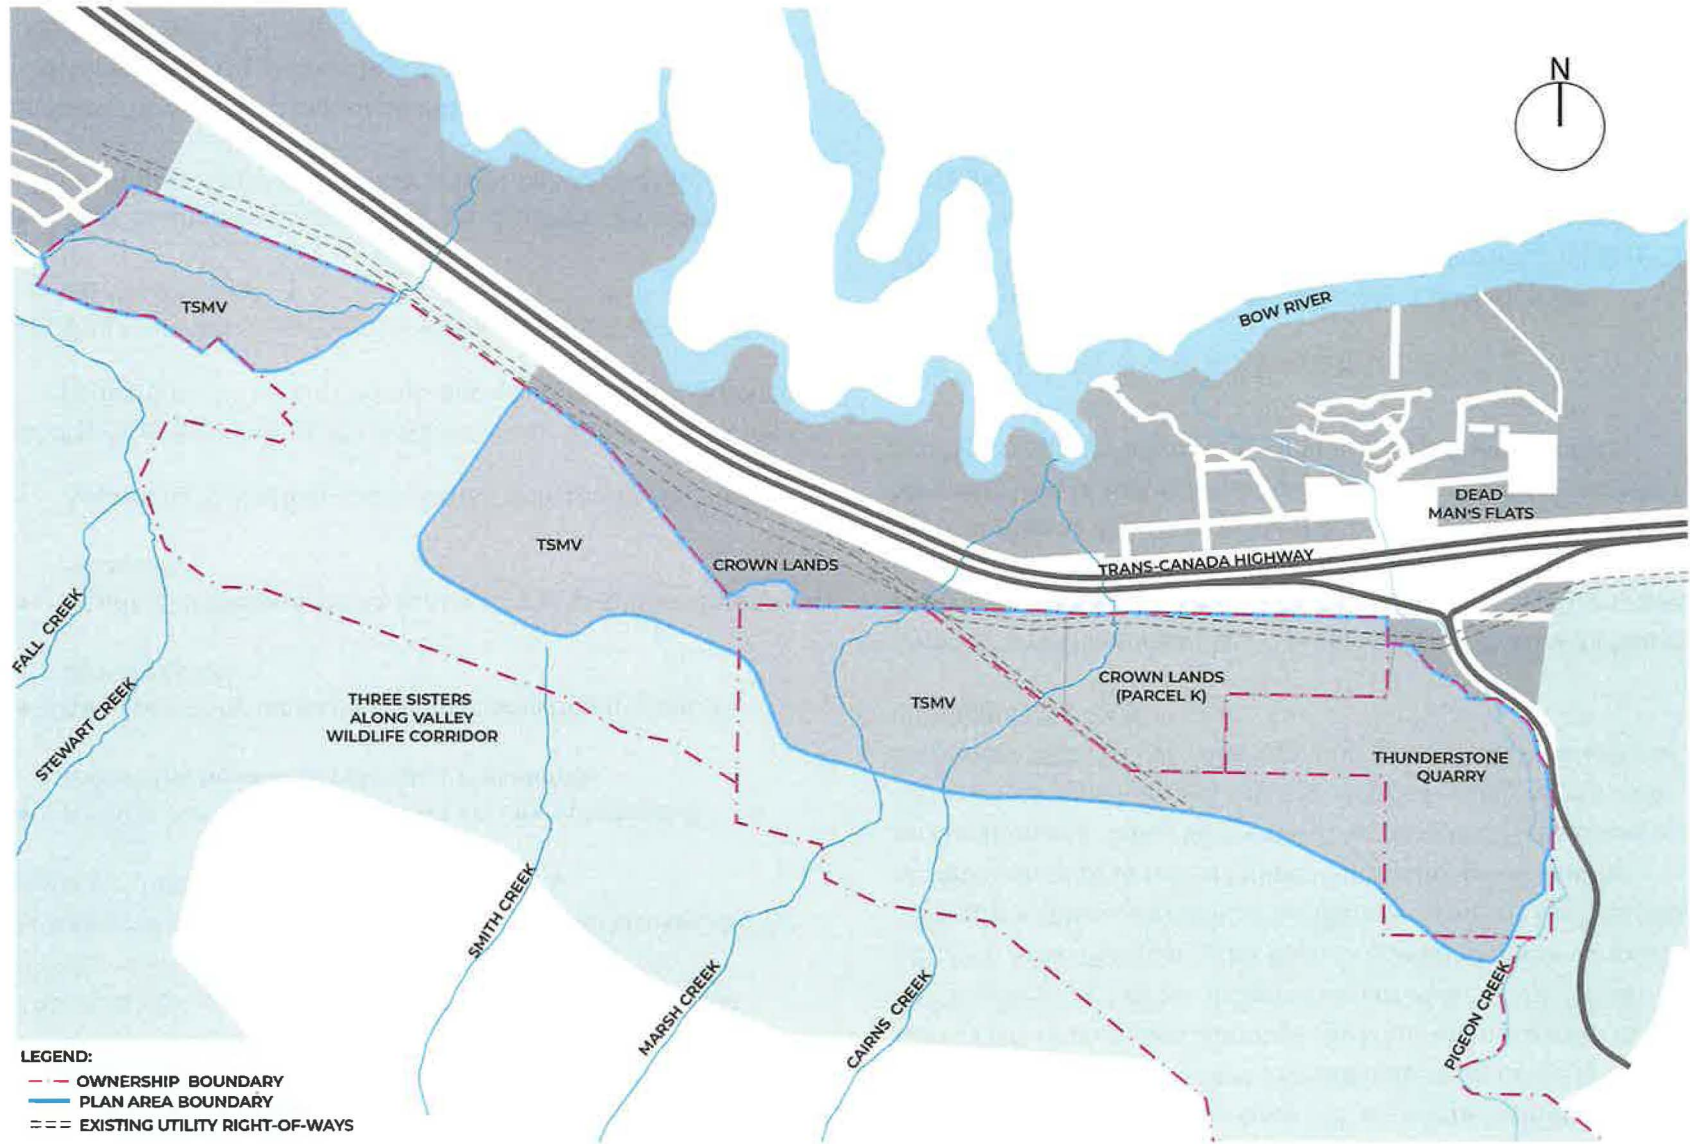 N
BOW RIVER
TSMV
DEAD
MAN'S FLATS
TSMV
CROWN LANDS
TRANS-CANADA HIGHWAY
FALL CREEK
STEWART CREEK
THREE SISTERS
ALONG VALLEY
WILDLIFE CORRIDOR
TSMV
CROWN LANDS
(PARCEL K)
THUNDERSTONE
QUARRY
SMITH CREEK
MARSH CREEK
CAIRNS CREEK
PIGEON CREEK
LEGEND:
OWNERSHIP BOUNDARY
PLAN AREA BOUNDARY
EXISTING UTILITY RIGHT-OF-WAYS